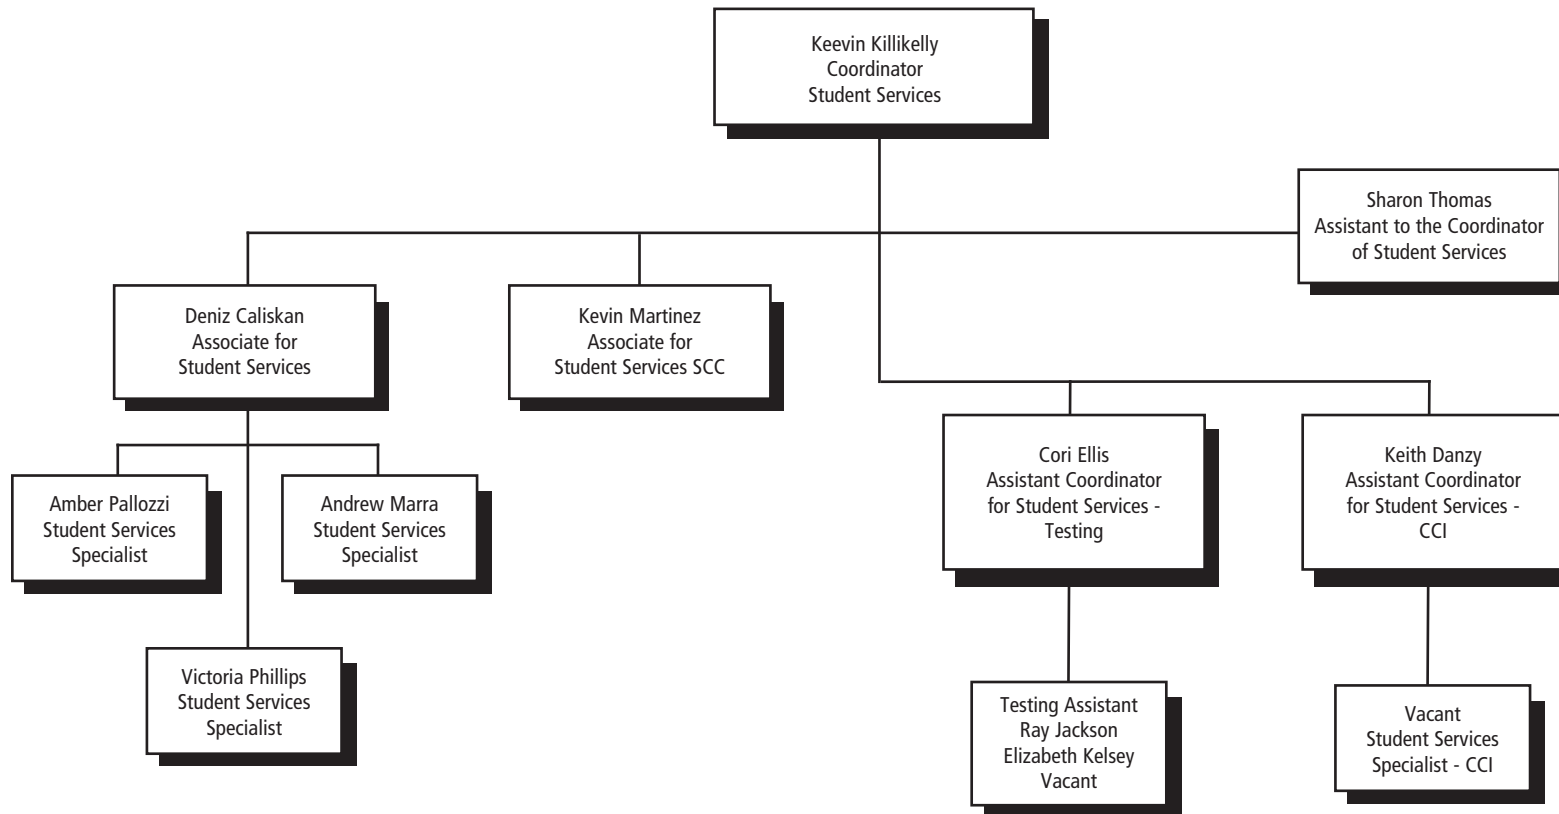 Keevin Killikelly
Coordinator
Student Services
Sharon Thomas
Assistant to the Coordinator
of Student Services
Deniz Caliskan
Associate for
Student Services
Kevin Martinez
Associate for
Student Services SCC
Cori Ellis
Assistant Coordinator
for Student Services -
Testing
Keith Danzy
Assistant Coordinator
for Student Services -
CCI
Amber Pallozzi
Student Services
Specialist
Andrew Marra
Student Services
Specialist
Victoria Phillips
Student Services
Specialist
Testing Assistant
Ray Jackson
Elizabeth Kelsey
Vacant
Vacant
Student Services
Specialist - CCI